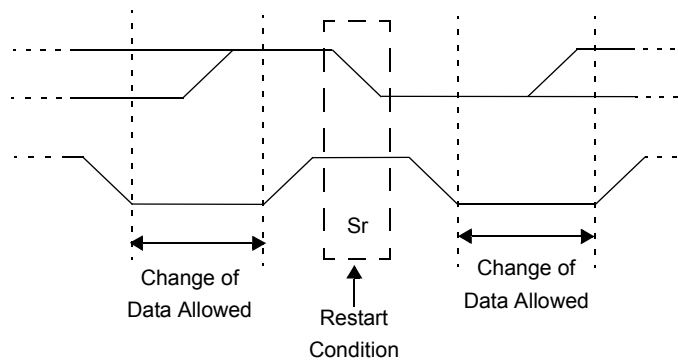 Sr
Change of
Data Allowed
Change of
Data Allowed
Restart
Condition